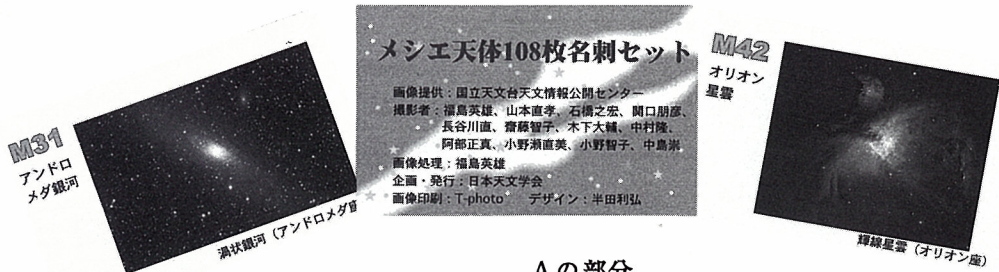 M31
アンドロ
メダ銀河
渦状銀河(アンドロメダ座
メシエ天体108枚名刺セット
画像提供:国立天文台天文情報公開センター
撮影者:福島英雄、山本直孝、石橋之宏、関口朋彦、
長谷川直、齋藤智子、木下大輔、中村隆、
阿部正真、小野瀬直美、小野智子、中島崇
画像処理:福島英雄
企画・発行:日本天文学会
画像印刷:T-photo デザイン:半田利弘
M42
オリオン
星雲
輝線星雲(オリオン座)
Aの部分